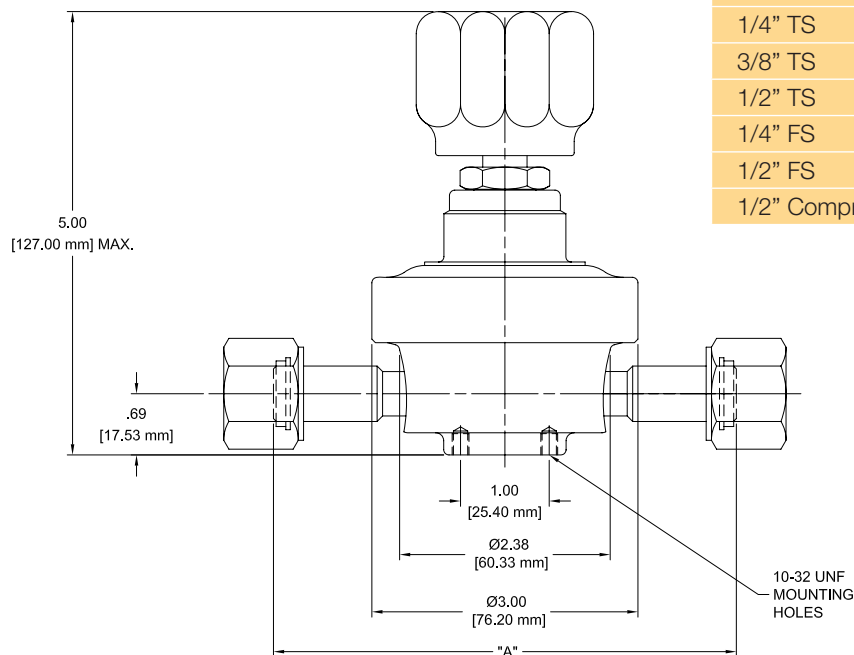 1/4” TS
3/8” TS
1/2” TS
1/4” FS
1/2” FS
1/2”
5.00
[127.00 mm] MAX.
.69
[17.53 mm]
1.00
[25.40 mm]
Ø2.38
[60.33 mm]
Ø3.00
[76.20 mm]
"A"
10-32 UNF
MOUNTING
HOLES